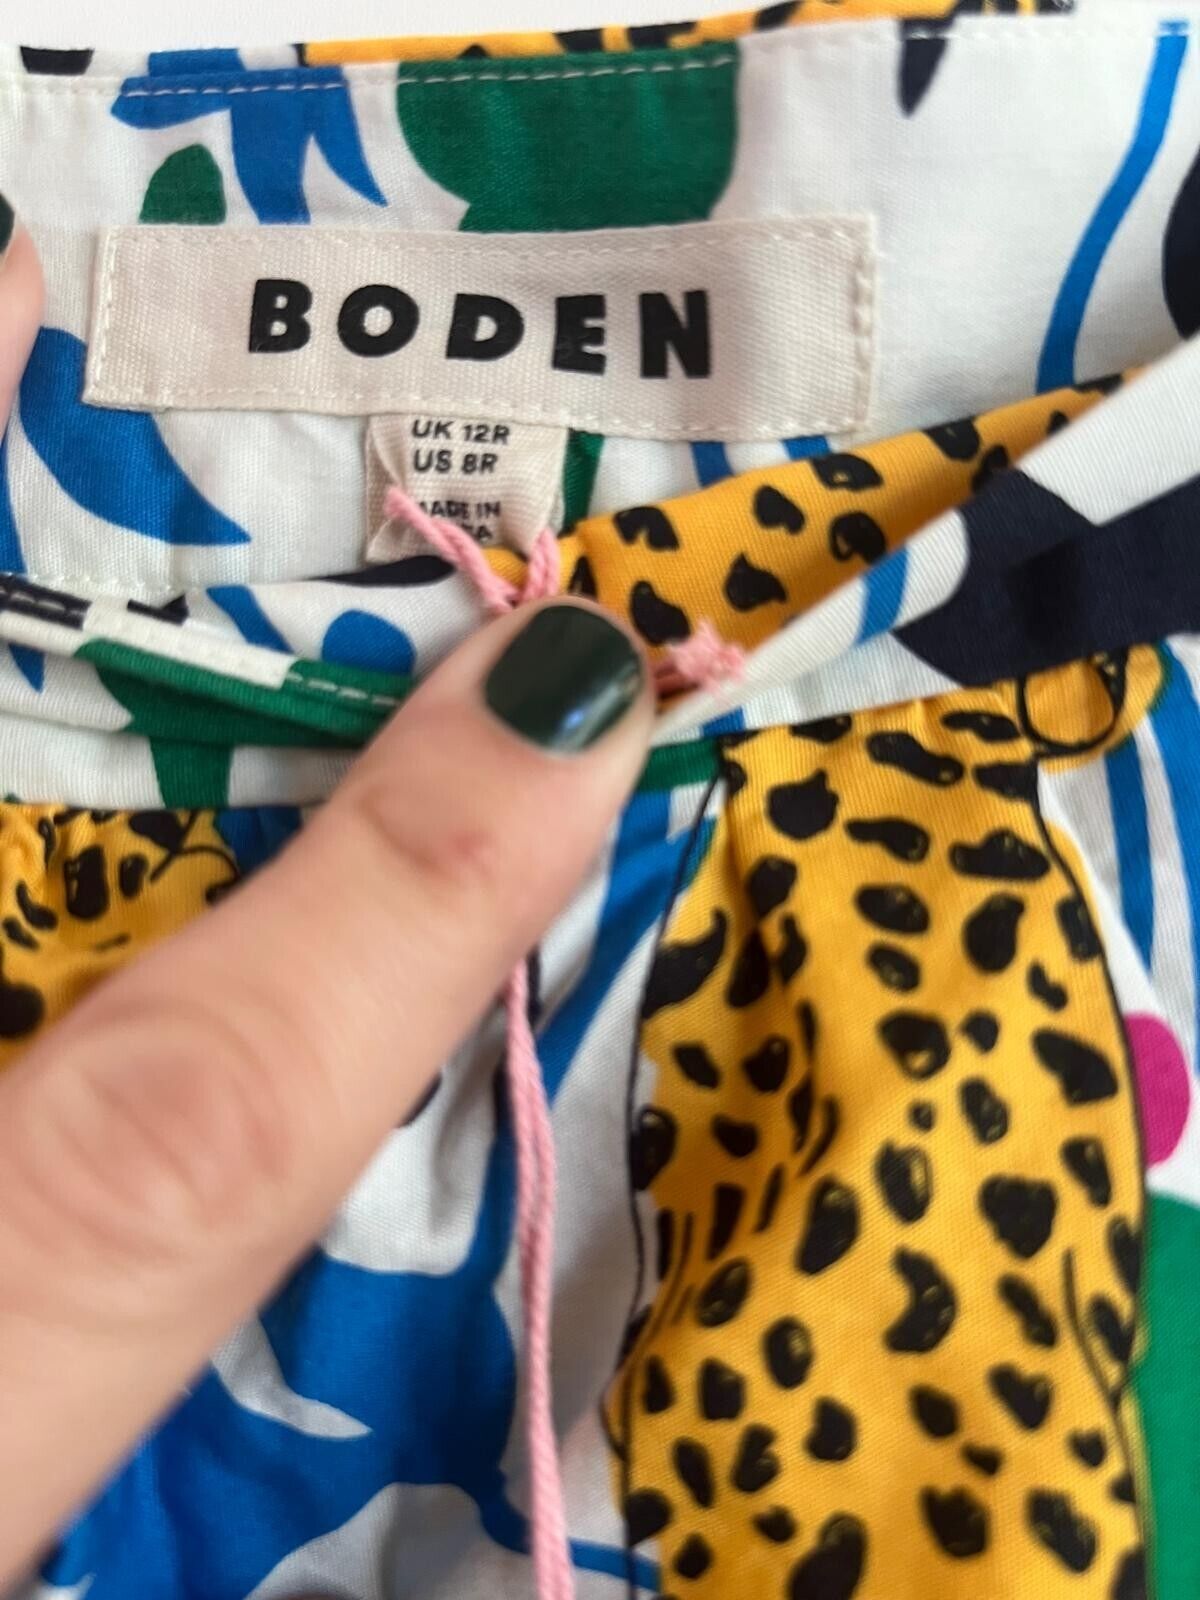 BODEN
UK 12R
US 8R
MADE IN